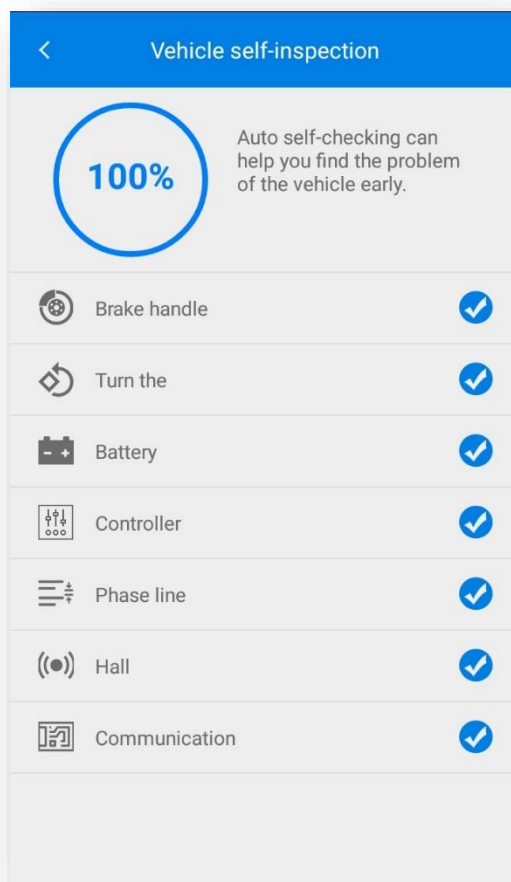 Vehicle self-inspection
100%
Auto self-checking can
help you find the problem
of the vehicle early.
Brake handle
Turn the
Battery
Controller
Phase line
Hall
Communication